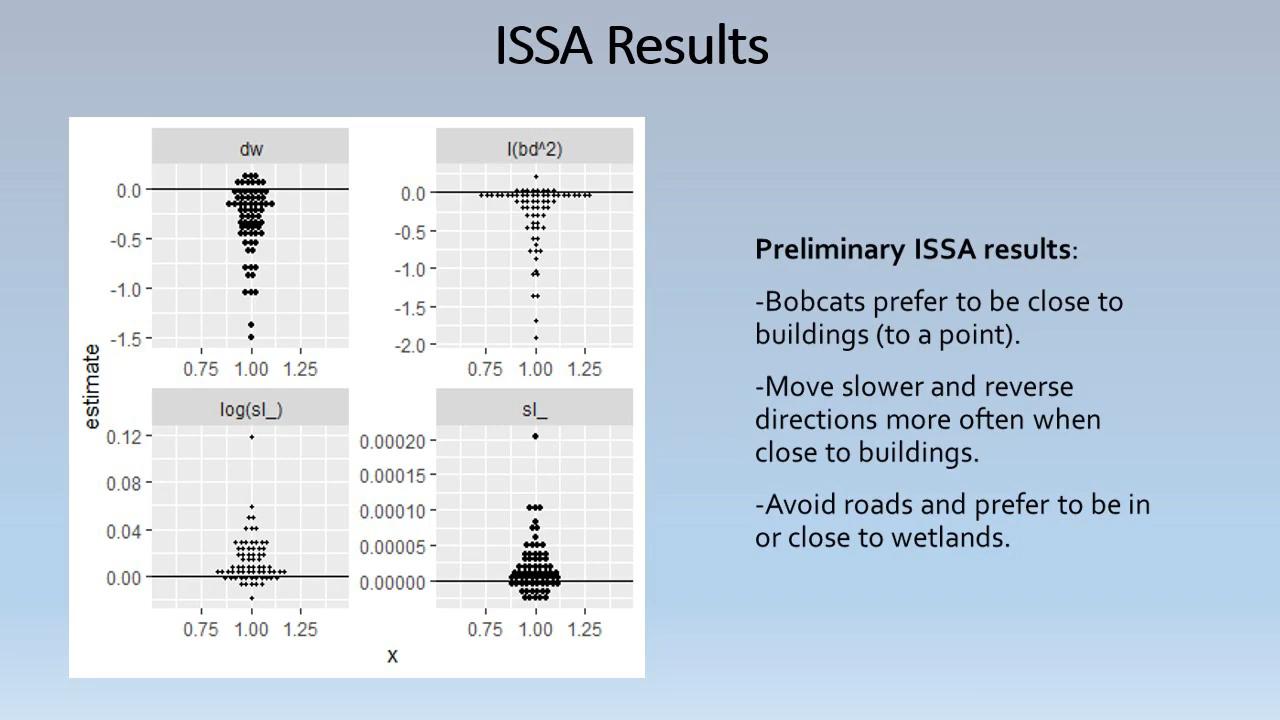 ISSA Results
dw
I(bd^2)
0.0
-0.5
-1.0
-1.5
0.0
-0.5
-1.0
-1.5
-2.0
0.75 1.00 1.25
0.75 1.00 1.25
estimate
log(sl_)
sl_
0.12
0.08
0.04
0.00
0.00020
0.00015
0.00010
0.00005
0.00000
0.75 1.00 1.25
0.75 1.00 1.25
x
Preliminary ISSA results:
-Bobcats prefer to be close to
buildings (to a point).
-Move slower and reverse
directions more often when
close to buildings.
-Avoid roads and prefer to be in
or close to wetlands.